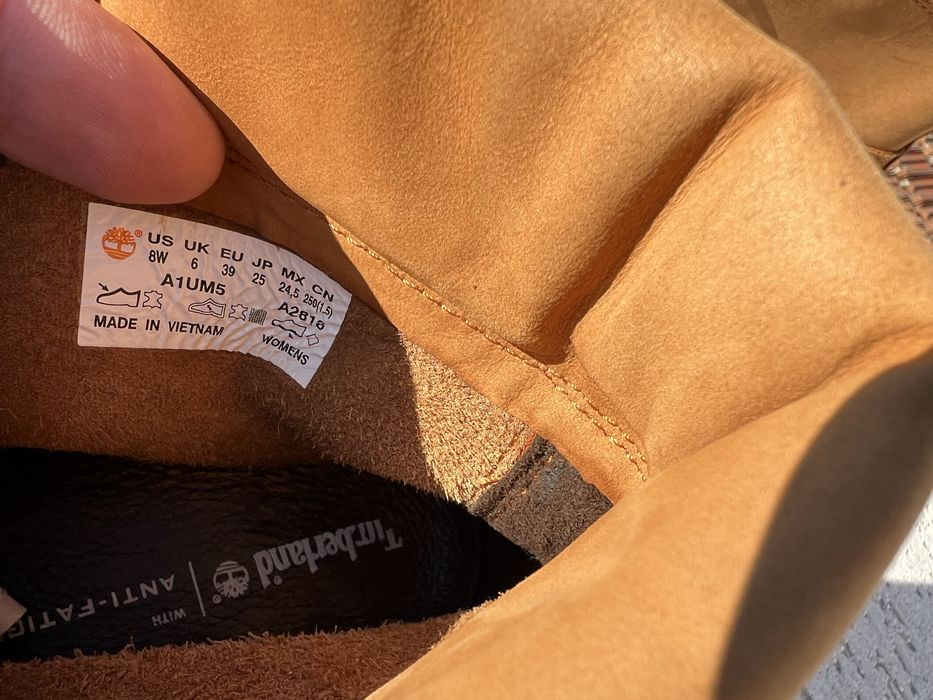 US UK EU JP MX CN
8W 6 39 25 24,5 250(1.5)
A1UM5 A2816
MADE IN VIETNAM
WOMENS
Timberland
WITH
ANTI-FATIG